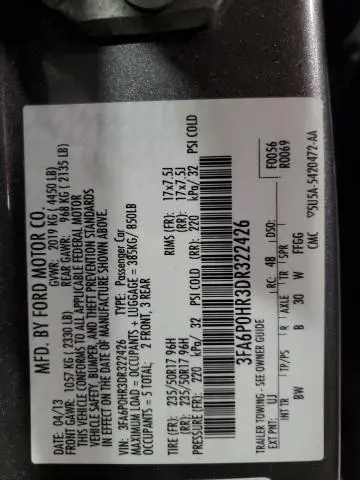 MFD. BY FORD MOTOR CO.
04/13 GVWR: 2019 KG ( 4450 LB)
FRONT GAWR: 1057 KG ( 2330 LB) REAR GAWR: 968 KG ( 2135 LB)
THIS VEHICLE CONFORMS TO ALL APPLICABLE FEDERAL MOTOR
VEHICLE SAFETY, BUMPER, AND THEFT PREVENTION STANDARDS
IN EFFECT ON THE DATE OF MANUFACTURE SHOWN ABOVE.
VIN: 3FA6P0HR3DR322426 TYPE: Passenger Car
MAXIMUM LOAD = OCCUPANTS + LUGGAGE = 385KG/ 850LB
OCCUPANTS = 5 TOTAL; 2 FRONT, 3 REAR
TIRE (FR): 235/50R17 96H RIMS (FR): 17x7.5J
(RR): 235/50R17 96H (RR): 17x7.5J
PRESSURE (FR): 220 kPa/ 32 PSI COLD (RR): 220 kPa/ 32 PSI COLD
3FA6P0HR3DR322426
F0056
R0069
TRAILER TOWING - SEE OWNER GUIDE
EXT PNT: UJ RC: 48 DSO:
INT TR TP/PS R AXLE TR SPR
BW B 30 W FFGG
CMC ▽5U5A-5420472-AA